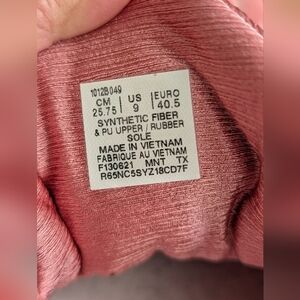 1012B049
CM | US | EURO
25.75 | 9 | 40.5
SYNTHETIC FIBER
& PU UPPER / RUBBER
SOLE
MADE IN VIETNAM
FABRIQUE AU VIETNAM
F130621 MNT TX
R65NC5SYZ18CD7F